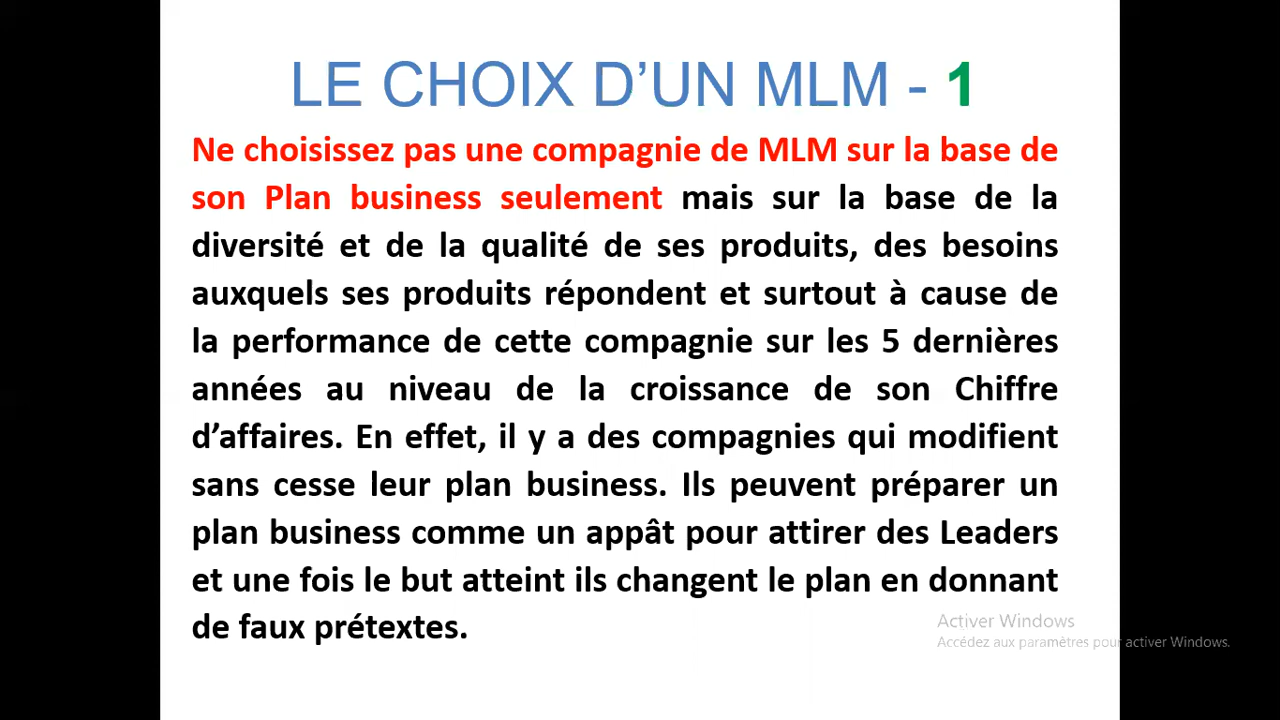 LE CHOIX D’UN MLM - 1
Ne choisissez pas une compagnie de MLM sur la base de
son Plan business seulement mais sur la base de la
diversité et de la qualité de ses produits, des besoins
auxquels ses produits répondent et surtout à cause de
la performance de cette compagnie sur les 5 dernières
années au niveau de la croissance de son Chiffre
d’affaires. En effet, il y a des compagnies qui modifient
sans cesse leur plan business. Ils peuvent préparer un
plan business comme un appât pour attirer des Leaders
et une fois le but atteint ils changent le plan en donnant
de faux prétextes.
Activer Windows
Accédez aux paramètres pour activer Windows.